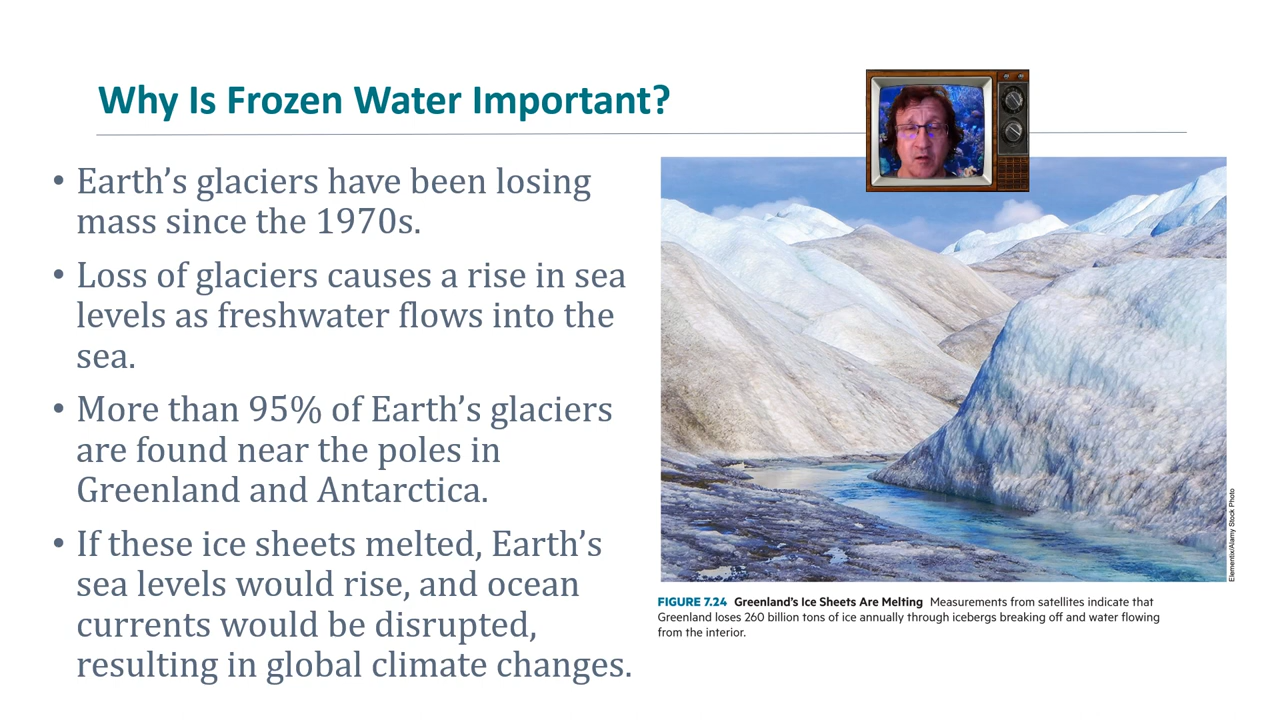 Why Is Frozen Water Important?
• Earth’s glaciers have been losing
mass since the 1970s.
• Loss of glaciers causes a rise in sea
levels as freshwater flows into the
sea.
• More than 95% of Earth’s glaciers
are found near the poles in
Greenland and Antarctica.
• If these ice sheets melted, Earth’s
sea levels would rise, and ocean
currents would be disrupted,
resulting in global climate changes.
Elementix/Alamy Stock Photo
FIGURE 7.24 Greenland’s Ice Sheets Are Melting Measurements from satellites indicate that
Greenland loses 260 billion tons of ice annually through icebergs breaking off and water flowing
from the interior.